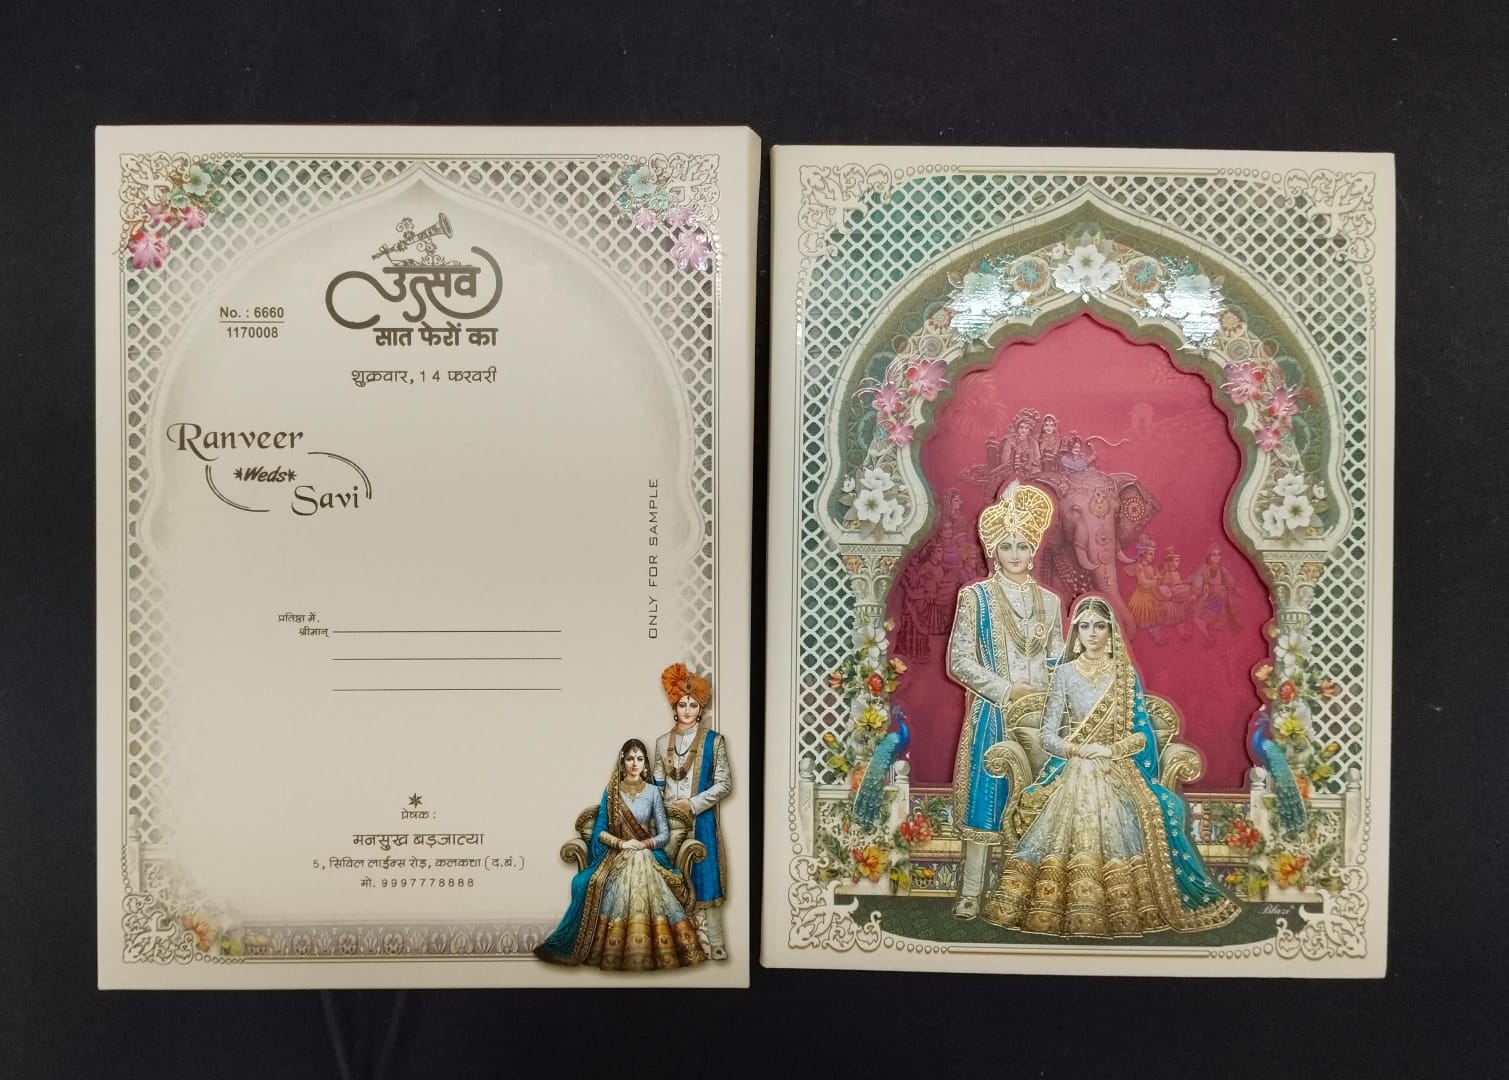 उत्सव
सात फेरों का
No. : 6660
1170008
शुक्रवार, 14 फरवरी
Ranveer
*Weds*
Savi
ONLY FOR SAMPLE
प्रतिष्ठा में,
श्रीमान्
प्रेषक :
मनसुख बड़जात्या
5, सिविल लाईन्स रोड़, कलकत्ता (द.बं.)
मो. 9997778888
Blazi